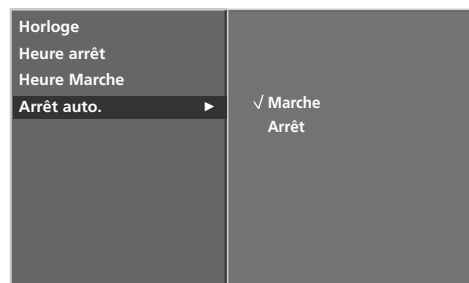 Horloge
Heure arrêt
Heure Marche
Arrêt auto. ►
√ Marche
Arrêt